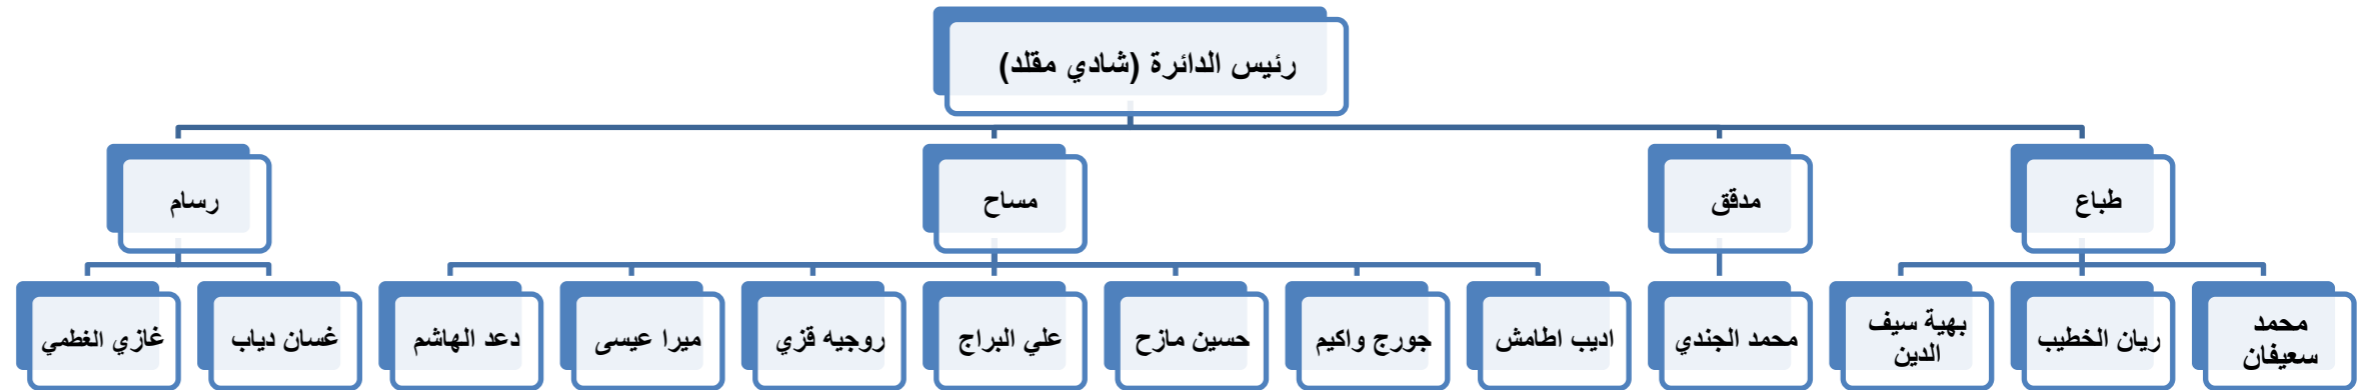 رئيس الدائرة (شادي مقلد)
طباع
مدقق
مساح
رسام
محمد
سعيفان
ريان الخطيب
بهية سيف
الدين
محمد الجندي
اديب اطامش
جورج واكيم
حسين مازح
علي البراج
روجيه قزي
ميرا عيسى
دعد الهاشم
غسان دياب
غازي الغطمي